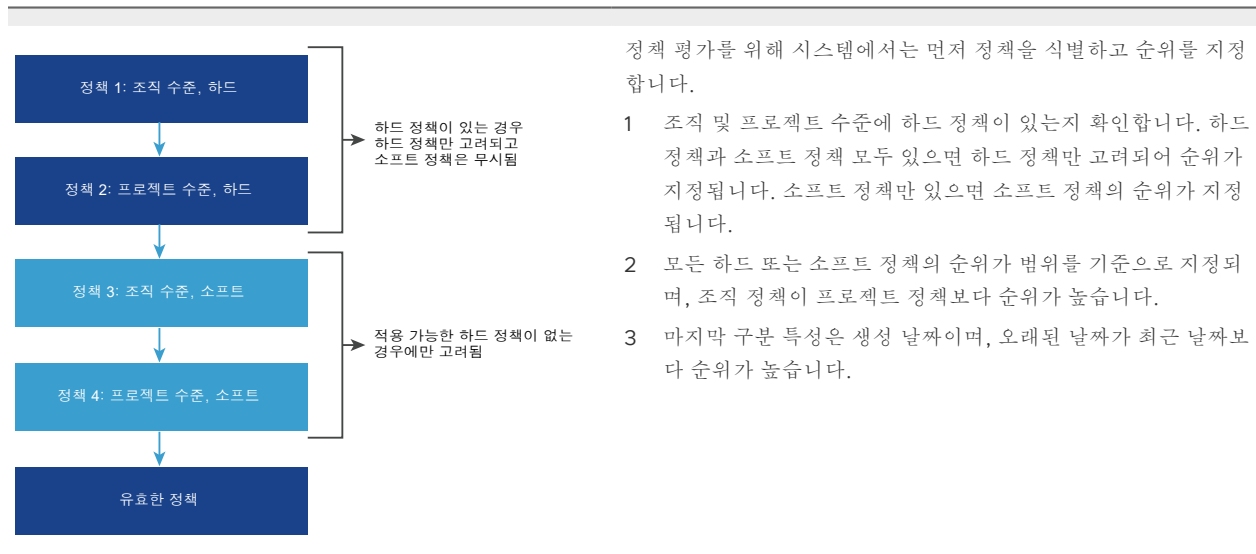 정책 1: 조직 수준, 하드
정책 2: 프로젝트 수준, 하드
하드 정책이 있는 경우
하드 정책만 고려되고
소프트 정책은 무시됨
정책 3: 조직 수준, 소프트
정책 4: 프로젝트 수준, 소프트
적용 가능한 하드 정책이 없는
경우에만 고려됨
유효한 정책
정책 평가를 위해 시스템에서는 먼저 정책을 식별하고 순위를 지정
합니다.
1 조직 및 프로젝트 수준에 하드 정책이 있는지 확인합니다. 하드
정책과 소프트 정책 모두 있으면 하드 정책만 고려되어 순위가
지정됩니다. 소프트 정책만 있으면 소프트 정책의 순위가 지정
됩니다.
2 모든 하드 또는 소프트 정책의 순위가 범위를 기준으로 지정되
며, 조직 정책이 프로젝트 정책보다 순위가 높습니다.
3 마지막 구분 특성은 생성 날짜이며, 오래된 날짜가 최근 날짜보
다 순위가 높습니다.